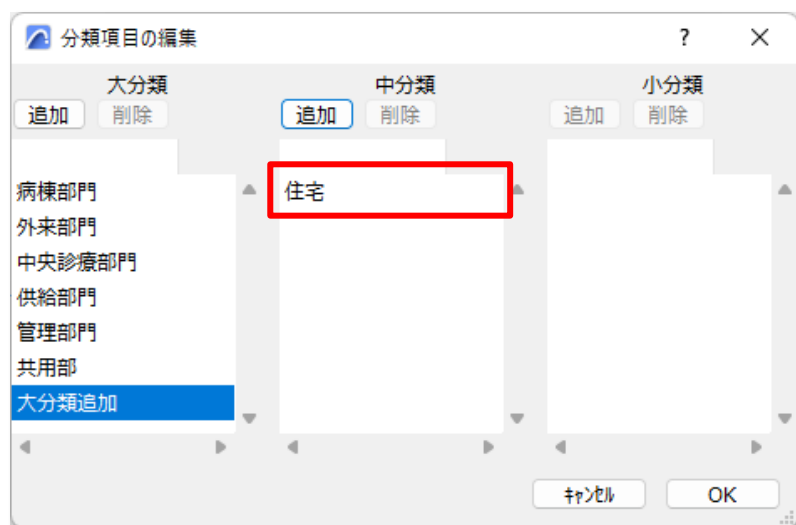 分類項目の編集 ? ×
大分類 中分類 小分類
追加 削除 追加 削除 追加 削除
病棟部門 住宅
外来部門
中央診療部門
供給部門
管理部門
共用部
大分類追加
ｷｬﾝｾﾙ OK